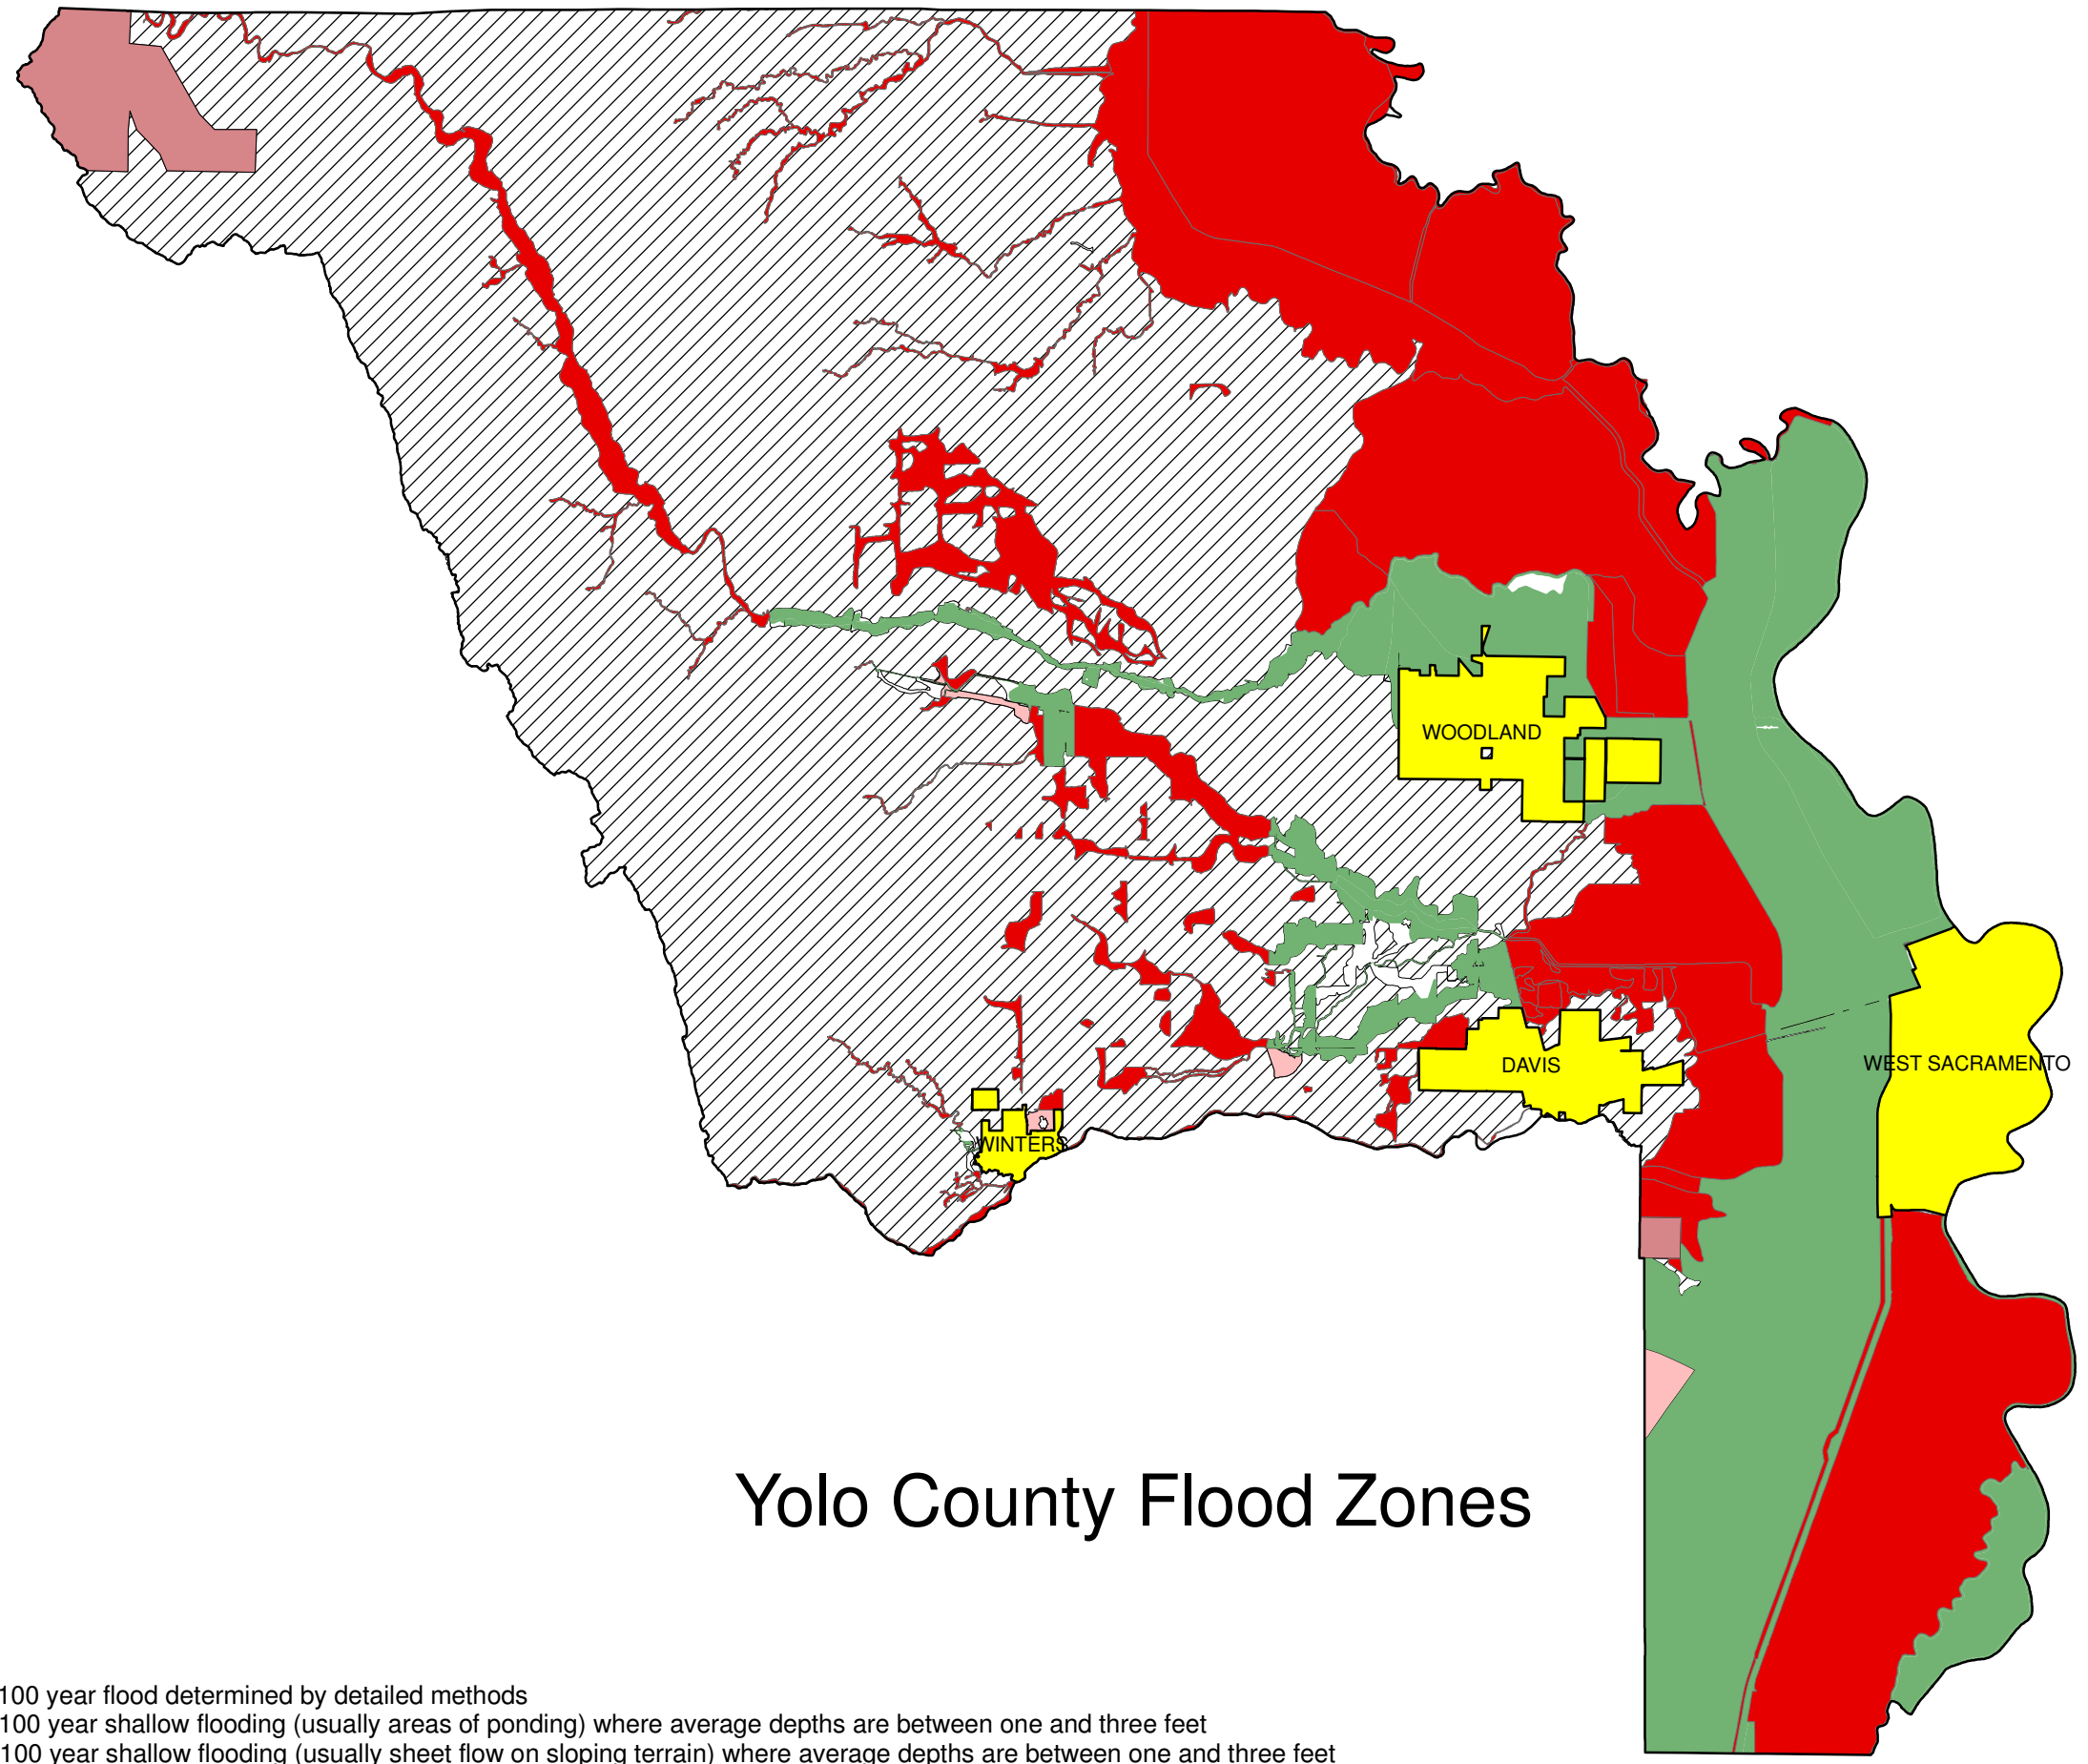 WOODLAND
DAVIS
WEST SACRAMENTO
WINTERS
Yolo County Flood Zones
100 year flood determined by detailed methods
100 year shallow flooding (usually areas of ponding) where average depths are between one and three feet
100 year shallow flooding (usually sheet flow on sloping terrain) where average depths are between one and three feet